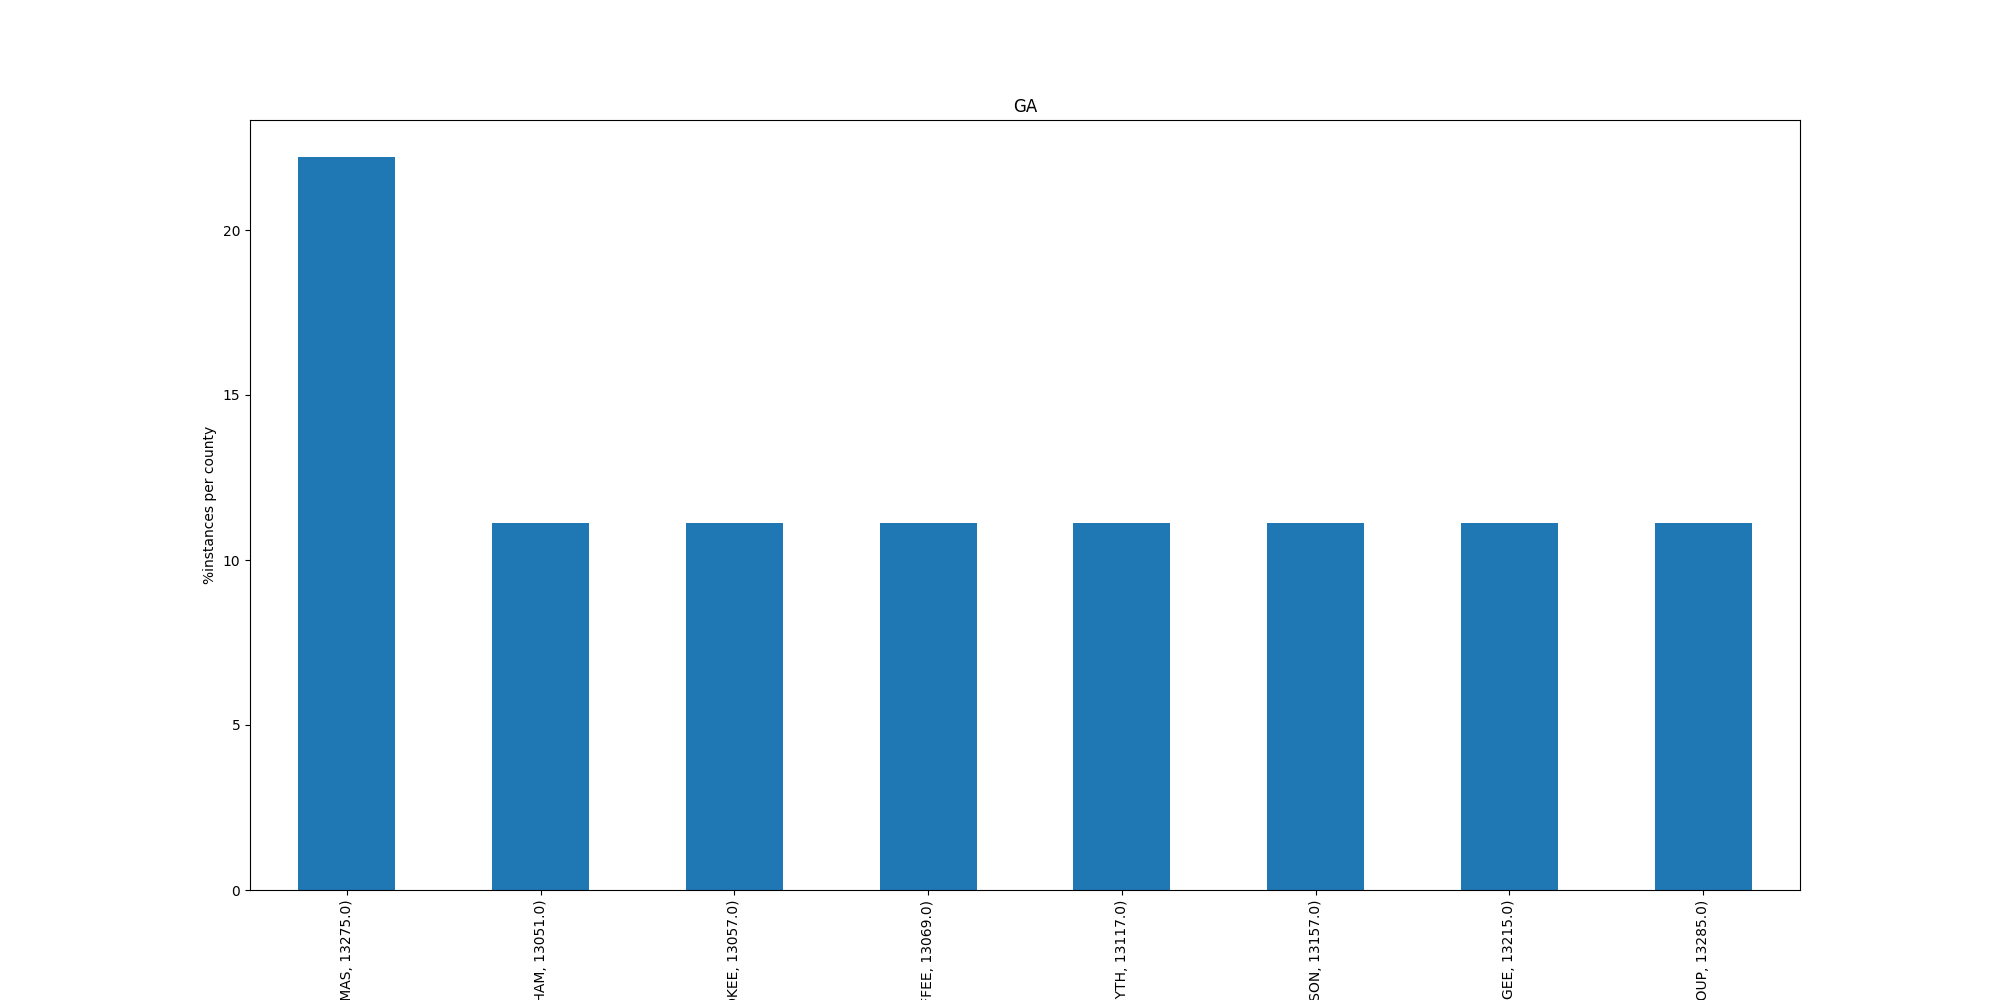 GA
%instances per county
20
15
10
5
0
MAS, 13275.0)
HAM, 13051.0)
OKEE, 13057.0)
FFEE, 13069.0)
YTH, 13117.0)
SON, 13157.0)
GEE, 13215.0)
OUP, 13285.0)